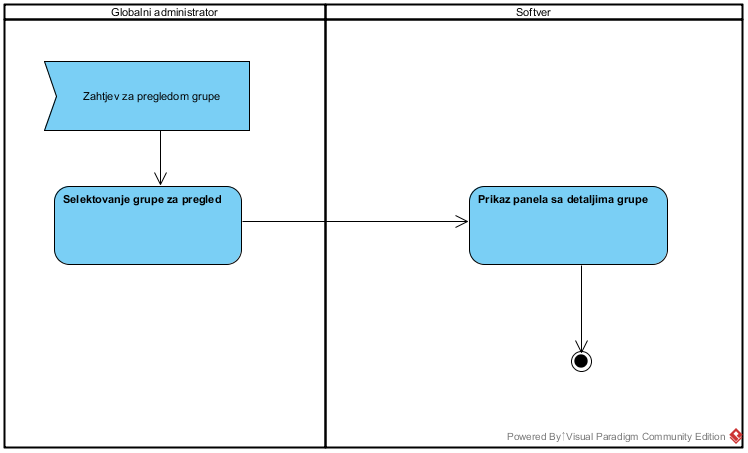 Globalni administrator
Softver
Zahtjev za pregledom grupe
Selektovanje grupe za pregled
Prikaz panela sa detaljima grupe
Powered By Visual Paradigm Community Edition